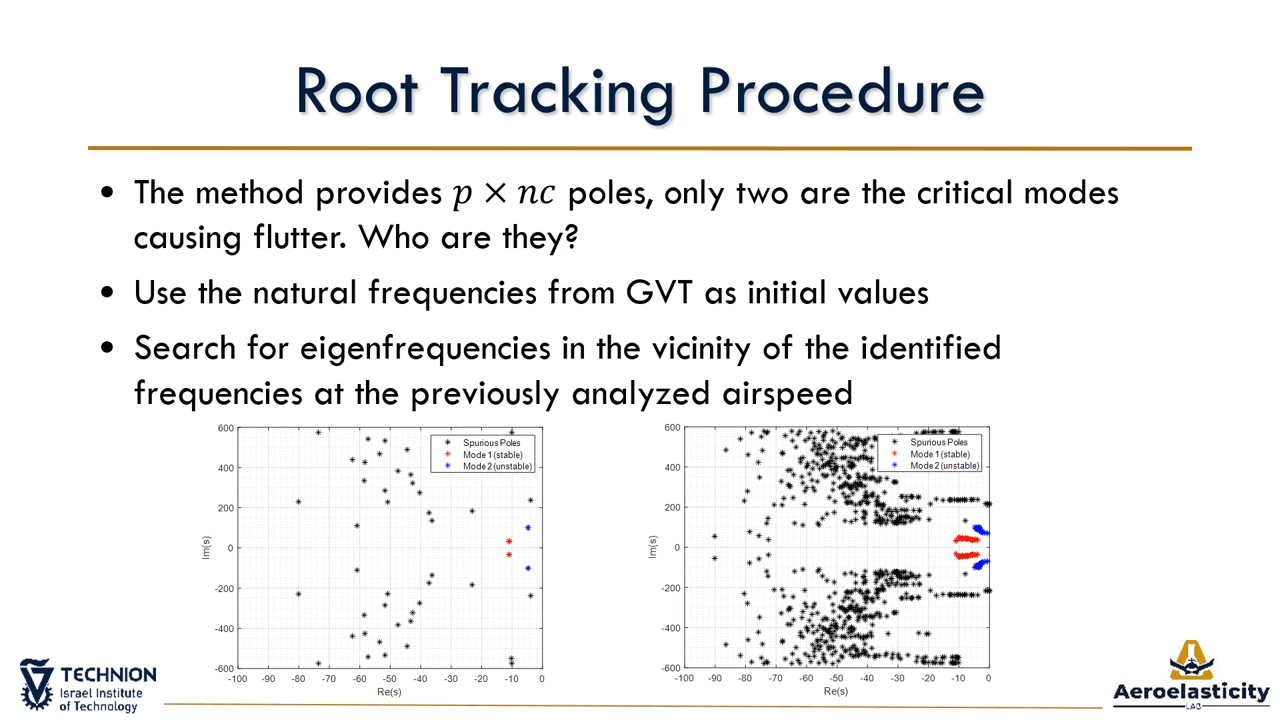 Root Tracking Procedure
• The method provides 𝑝 × 𝑛𝑐 poles, only two are the critical modes
causing flutter. Who are they?
• Use the natural frequencies from GVT as initial values
• Search for eigenfrequencies in the vicinity of the identified
frequencies at the previously analyzed airspeed
600
400
200
0
-200
-400
-600
Im(s)
Spurious Poles
Mode 1 (stable)
Mode 2 (unstable)
-100 -90 -80 -70 -60 -50 -40 -30 -20 -10 0
Re(s)
600
400
200
0
-200
-400
-600
Im(s)
Spurious Poles
Mode 1 (stable)
Mode 2 (unstable)
-100 -90 -80 -70 -60 -50 -40 -30 -20 -10 0
Re(s)
TECHNION
Israel Institute
of Technology
Aeroelasticity
LAB